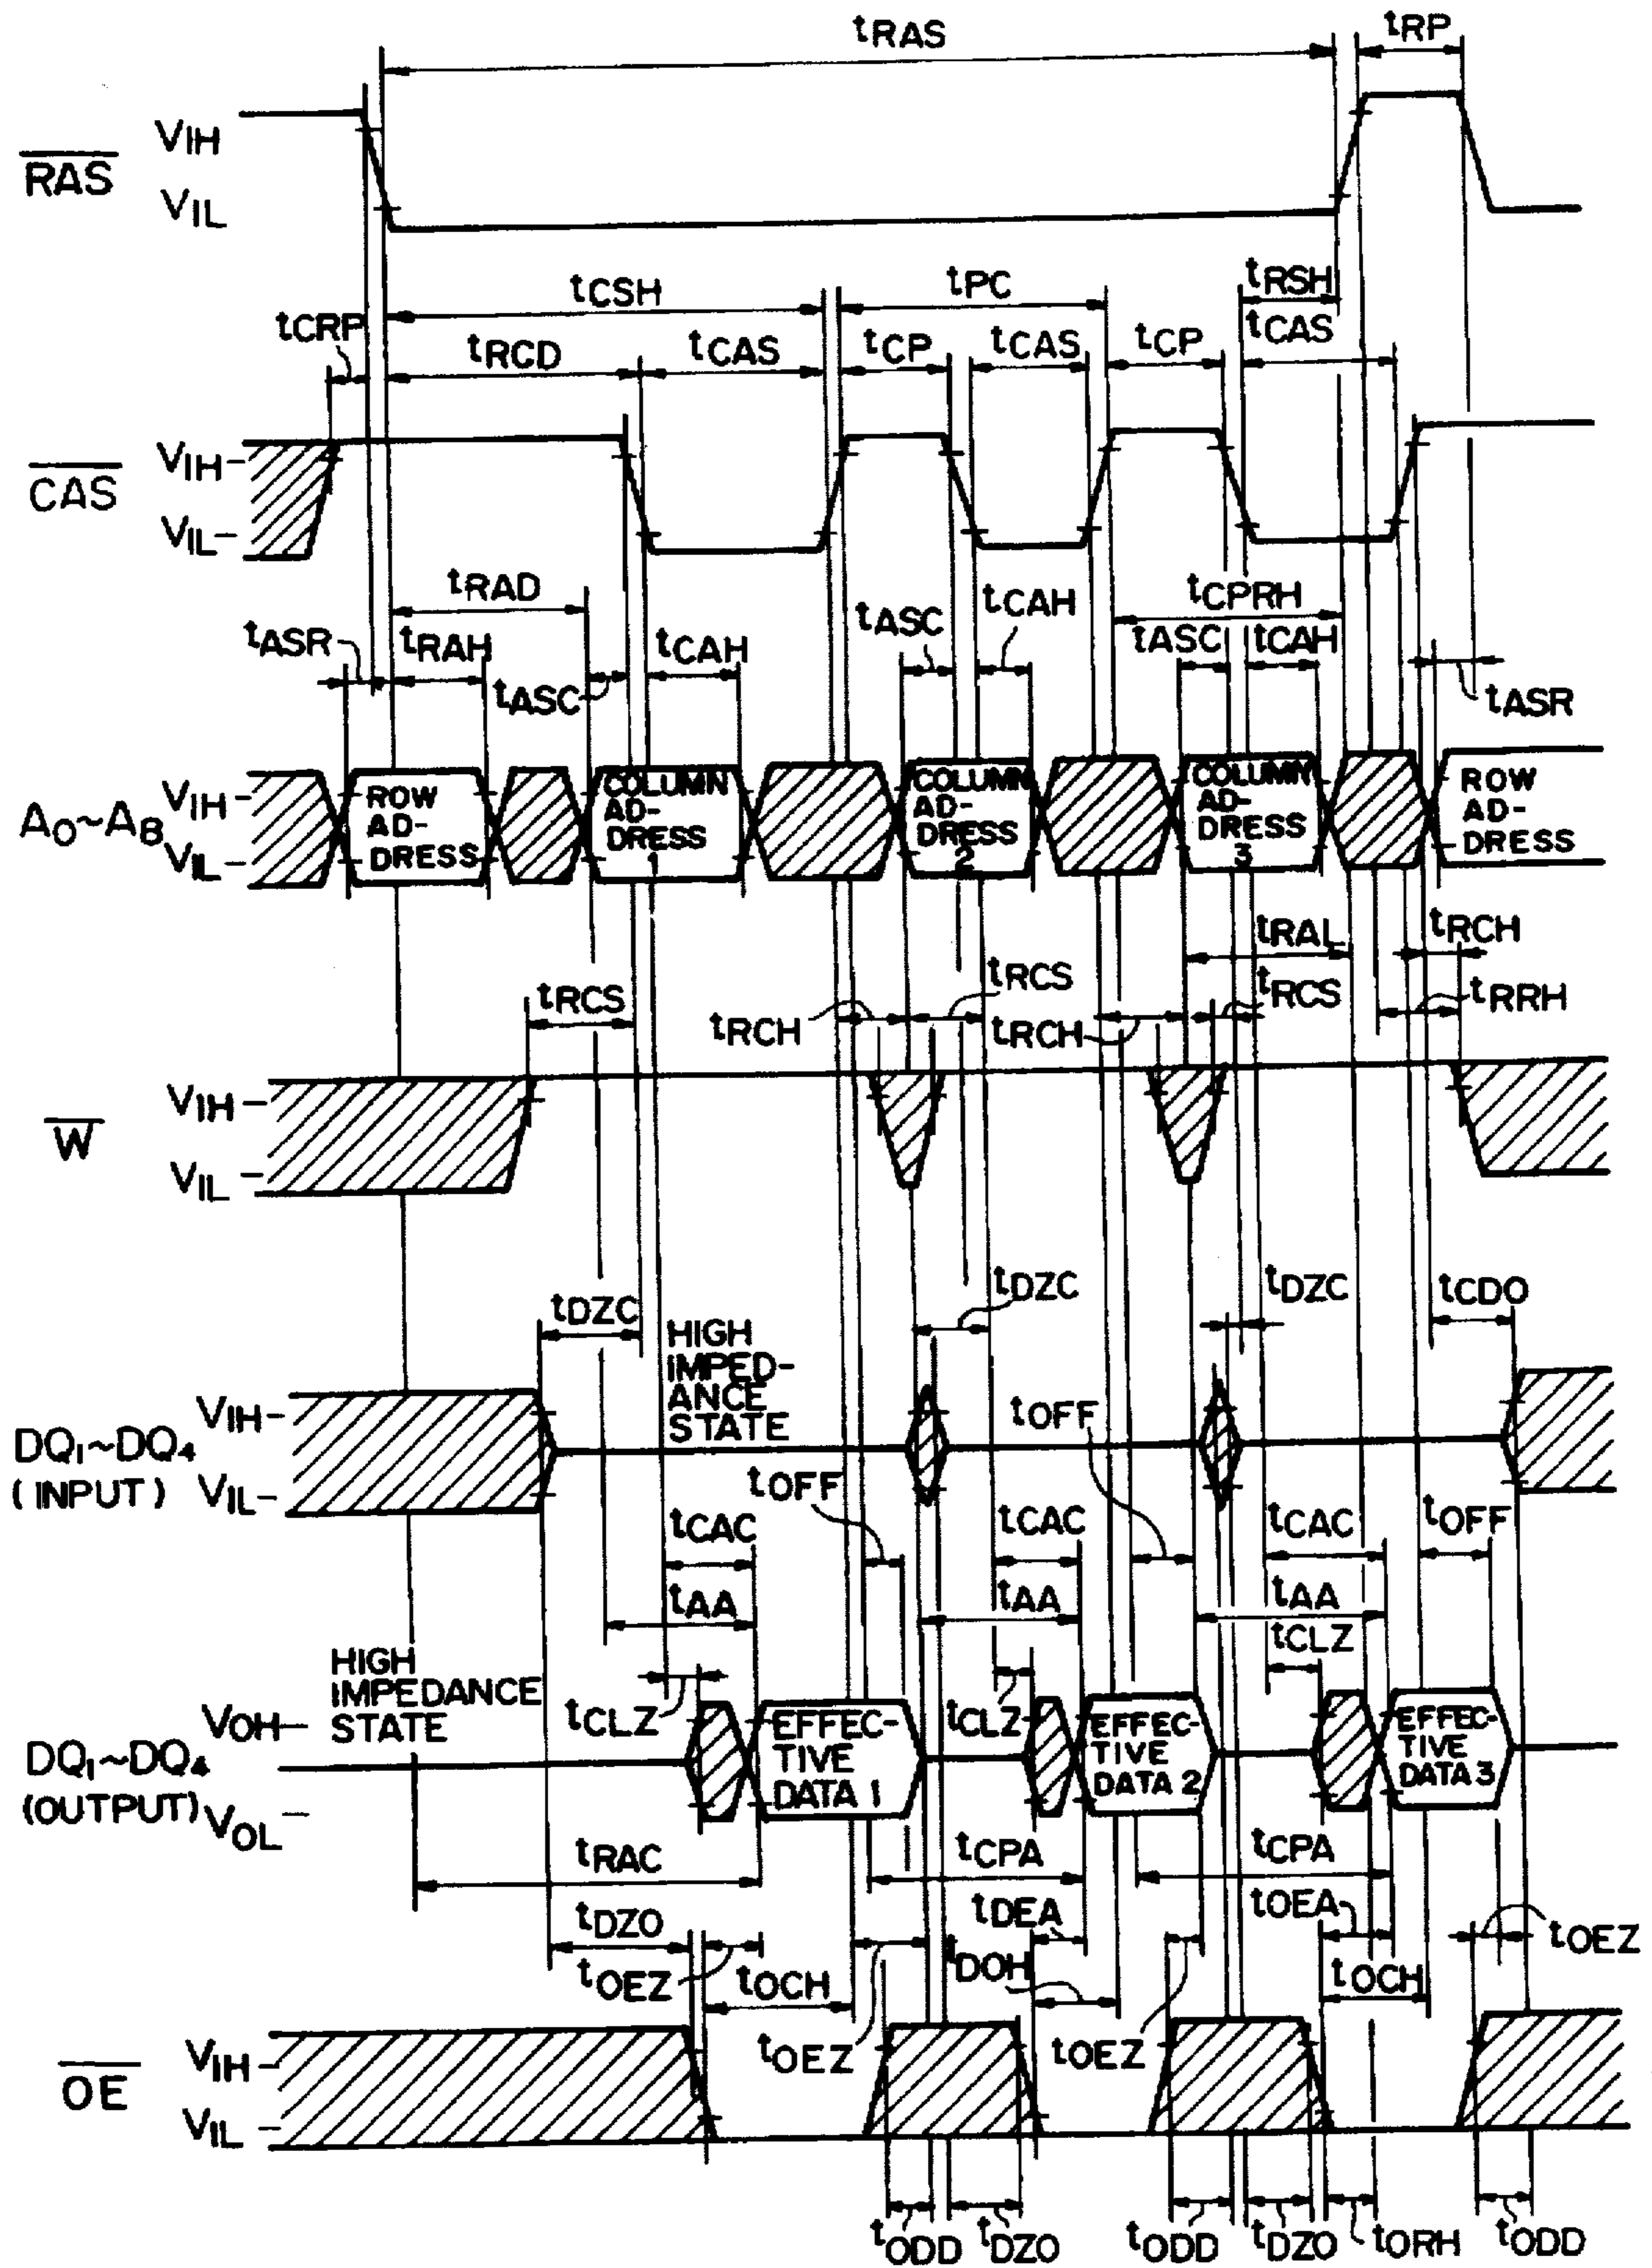 tRAS
tRP
VIH
RAS
VIL
tCSH
tPC
tRSH
tCRP
tRCD
tCAS
tCP
tCAS
tCP
tCAS
VIH
CAS
VIL
tRAD
tASC
tCAH
tCPRH
tASR
tRAH
tASC
tCAH
tASC
tCAH
tASR
A0~A8
VIH
VIL
ROW
AD-
DRESS
COLUMN
AD-
DRESS
1
COLUMN
AD-
DRESS
2
COLUMN
AD-
DRESS
3
ROW
AD-
DRESS
tRAL
tRCH
tRCS
tRCH
tRCS
tRCH
tRCS
tRRH
VIH
W
VIL
tDZC
tDZC
tDZC
tCDO
HIGH
IMPED-
ANCE
STATE
VIH
DQ1~DQ4
(INPUT)
VIL
tOFF
tOFF
tCAC
tCAC
tCAC
tOFF
tAA
tAA
tAA
tCLZ
HIGH
IMPEDANCE
STATE
tCLZ
tCLZ
VOH
DQ1~DQ4
(OUTPUT)
VOL
EFFEC-
TIVE
DATA 1
EFFEC-
TIVE
DATA 2
EFFEC-
TIVE
DATA 3
tRAC
tCPA
tCPA
tDZO
tDEA
tOEA
tOEZ
tOEZ
tOCH
tDOH
tOCH
tOEZ
tOEZ
VIH
OE
VIL
tODD
tDZO
tODD
tDZO
tORH
tODD